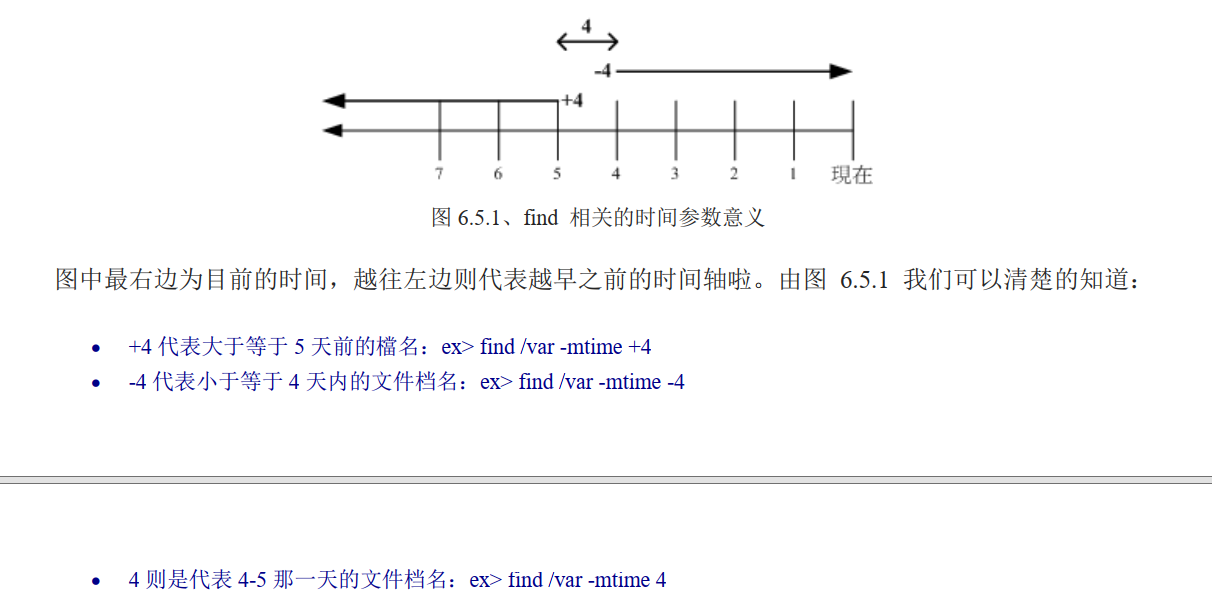 4
-4
+4
7 6 5 4 3 2 1 現在
图 6.5.1、find 相关的时间参数意义
图中最右边为目前的时间，越往左边则代表越早之前的时间轴啦。由图 6.5.1 我们可以清楚的知道：
• +4 代表大于等于 5 天前的檔名：ex> find /var -mtime +4
• -4 代表小于等于 4 天内的文件档名：ex> find /var -mtime -4
• 4 则是代表 4-5 那一天的文件档名：ex> find /var -mtime 4